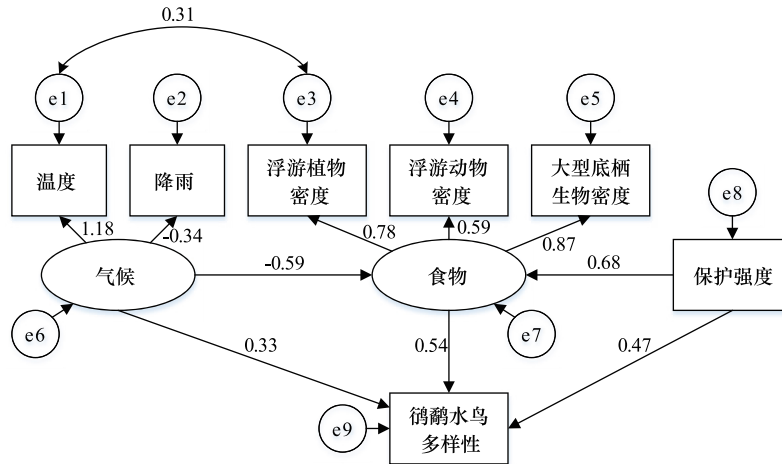 0.31
e1
e2
e3
e4
e5
温度
降雨
浮游植物
密度
浮游动物
密度
大型底栖
生物密度
e8
1.18
-0.34
0.78
0.59
0.87
气候
-0.59
食物
0.68
保护强度
e6
e7
0.33
0.54
0.47
e9
鸻鹬水鸟
多样性